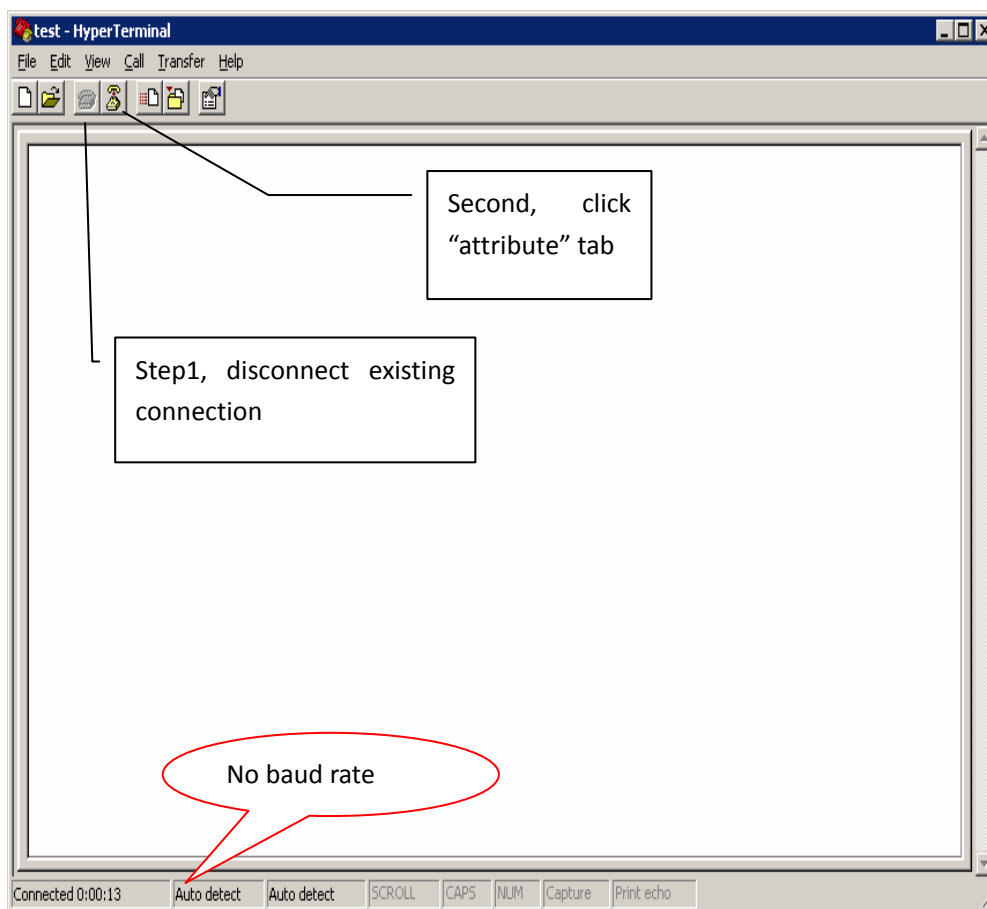 test - HyperTerminal
File Edit View Call Transfer Help
Second, click
“attribute” tab
Step1, disconnect existing
connection
No baud rate
Connected 0:00:13 Auto detect Auto detect SCROLL CAPS NUM Capture Print echo